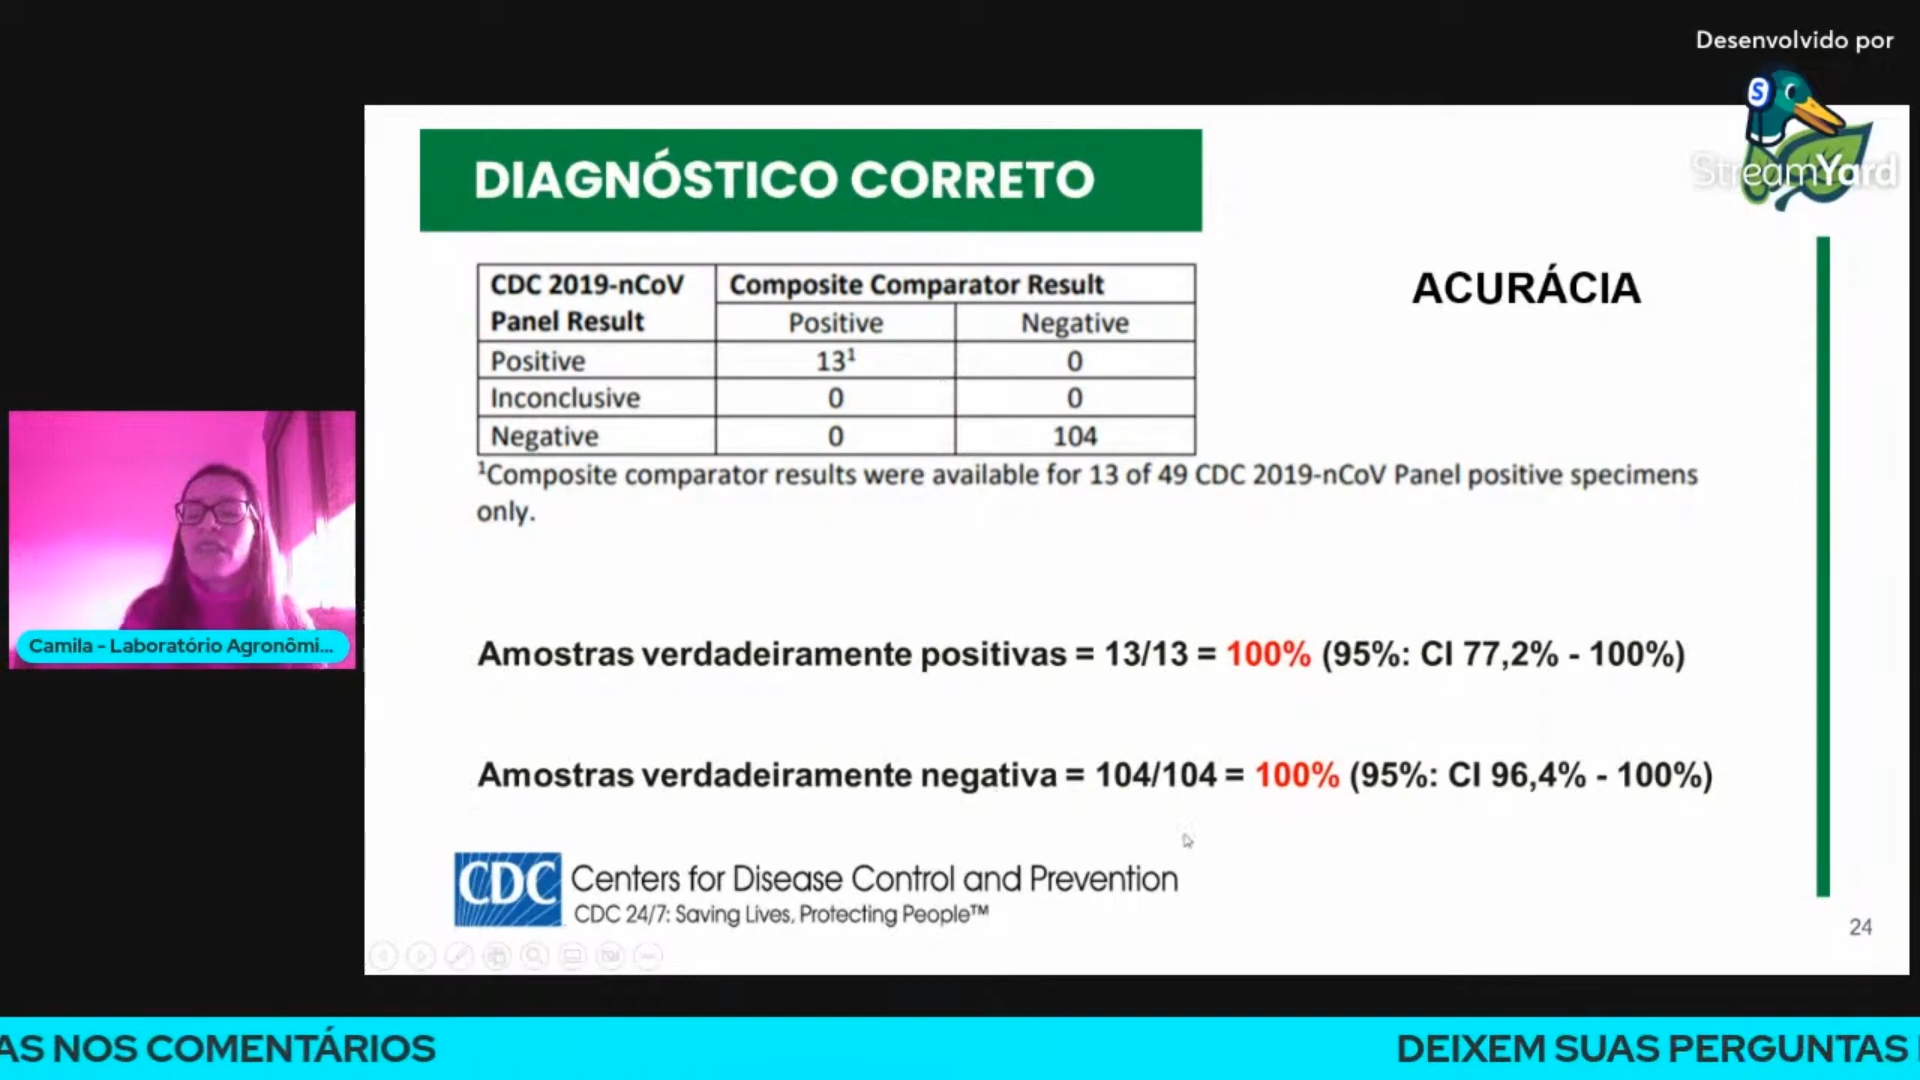 Desenvolvido por
StreamYard
DIAGNÓSTICO CORRETO
ACURÁCIA
CDC 2019-nCoV Panel Result
Composite Comparator Result
Positive Negative
Positive 13¹ 0
Inconclusive 0 0
Negative 0 104
¹Composite comparator results were available for 13 of 49 CDC 2019-nCoV Panel positive specimens
only.
Camila - Laboratório Agronômi...
Amostras verdadeiramente positivas = 13/13 = 100% (95%: CI 77,2% - 100%)
Amostras verdadeiramente negativa = 104/104 = 100% (95%: CI 96,4% - 100%)
CDC Centers for Disease Control and Prevention
CDC 24/7: Saving Lives, Protecting People™
24
AS NOS COMENTÁRIOS
DEIXEM SUAS PERGUNTAS